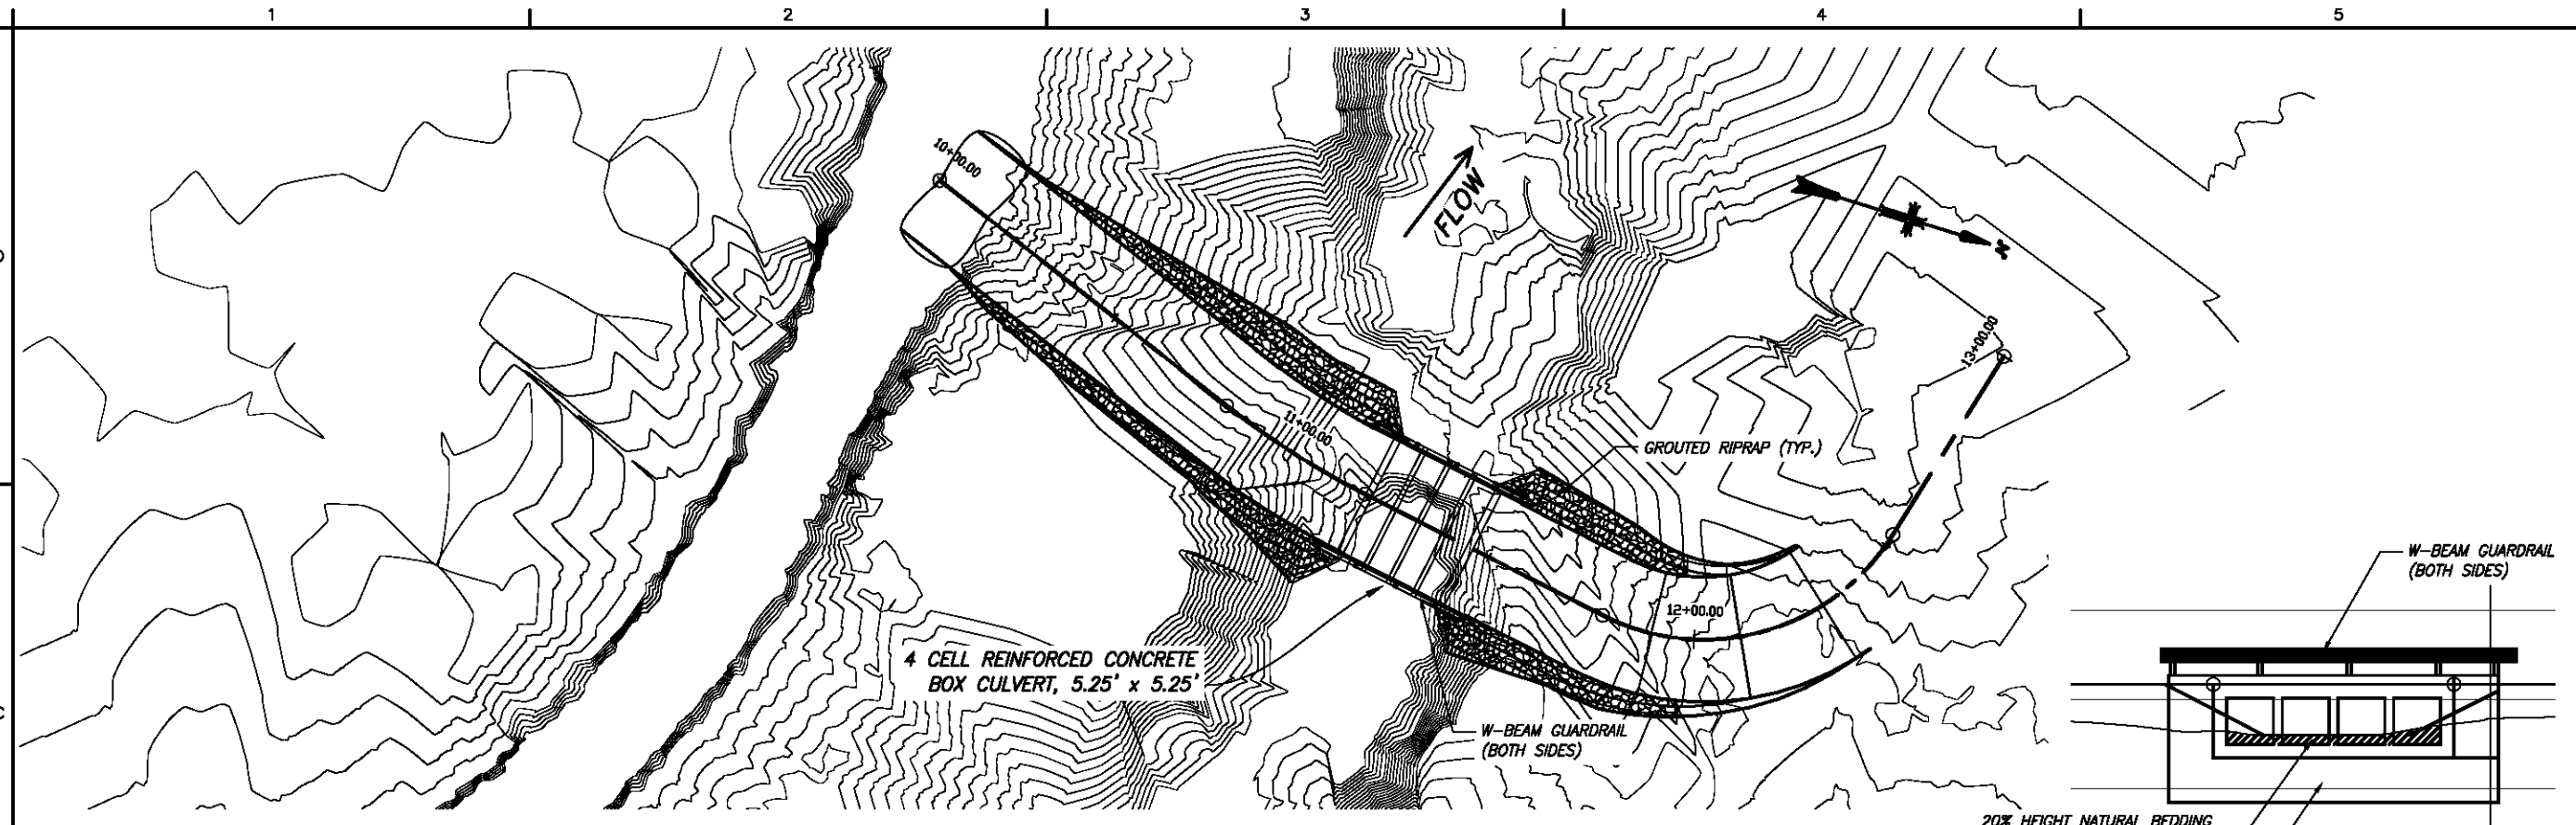 1
2
3
4
5
10+00.00
FLOW
N
13+00.00
11+00.00
GROUTED RIPRAP (TYP.)
W-BEAM GUARDRAIL
(BOTH SIDES)
12+00.00
4 CELL REINFORCED CONCRETE
BOX CULVERT, 5.25' x 5.25'
W-BEAM GUARDRAIL
(BOTH SIDES)
20% HEIGHT NATURAL BEDDING